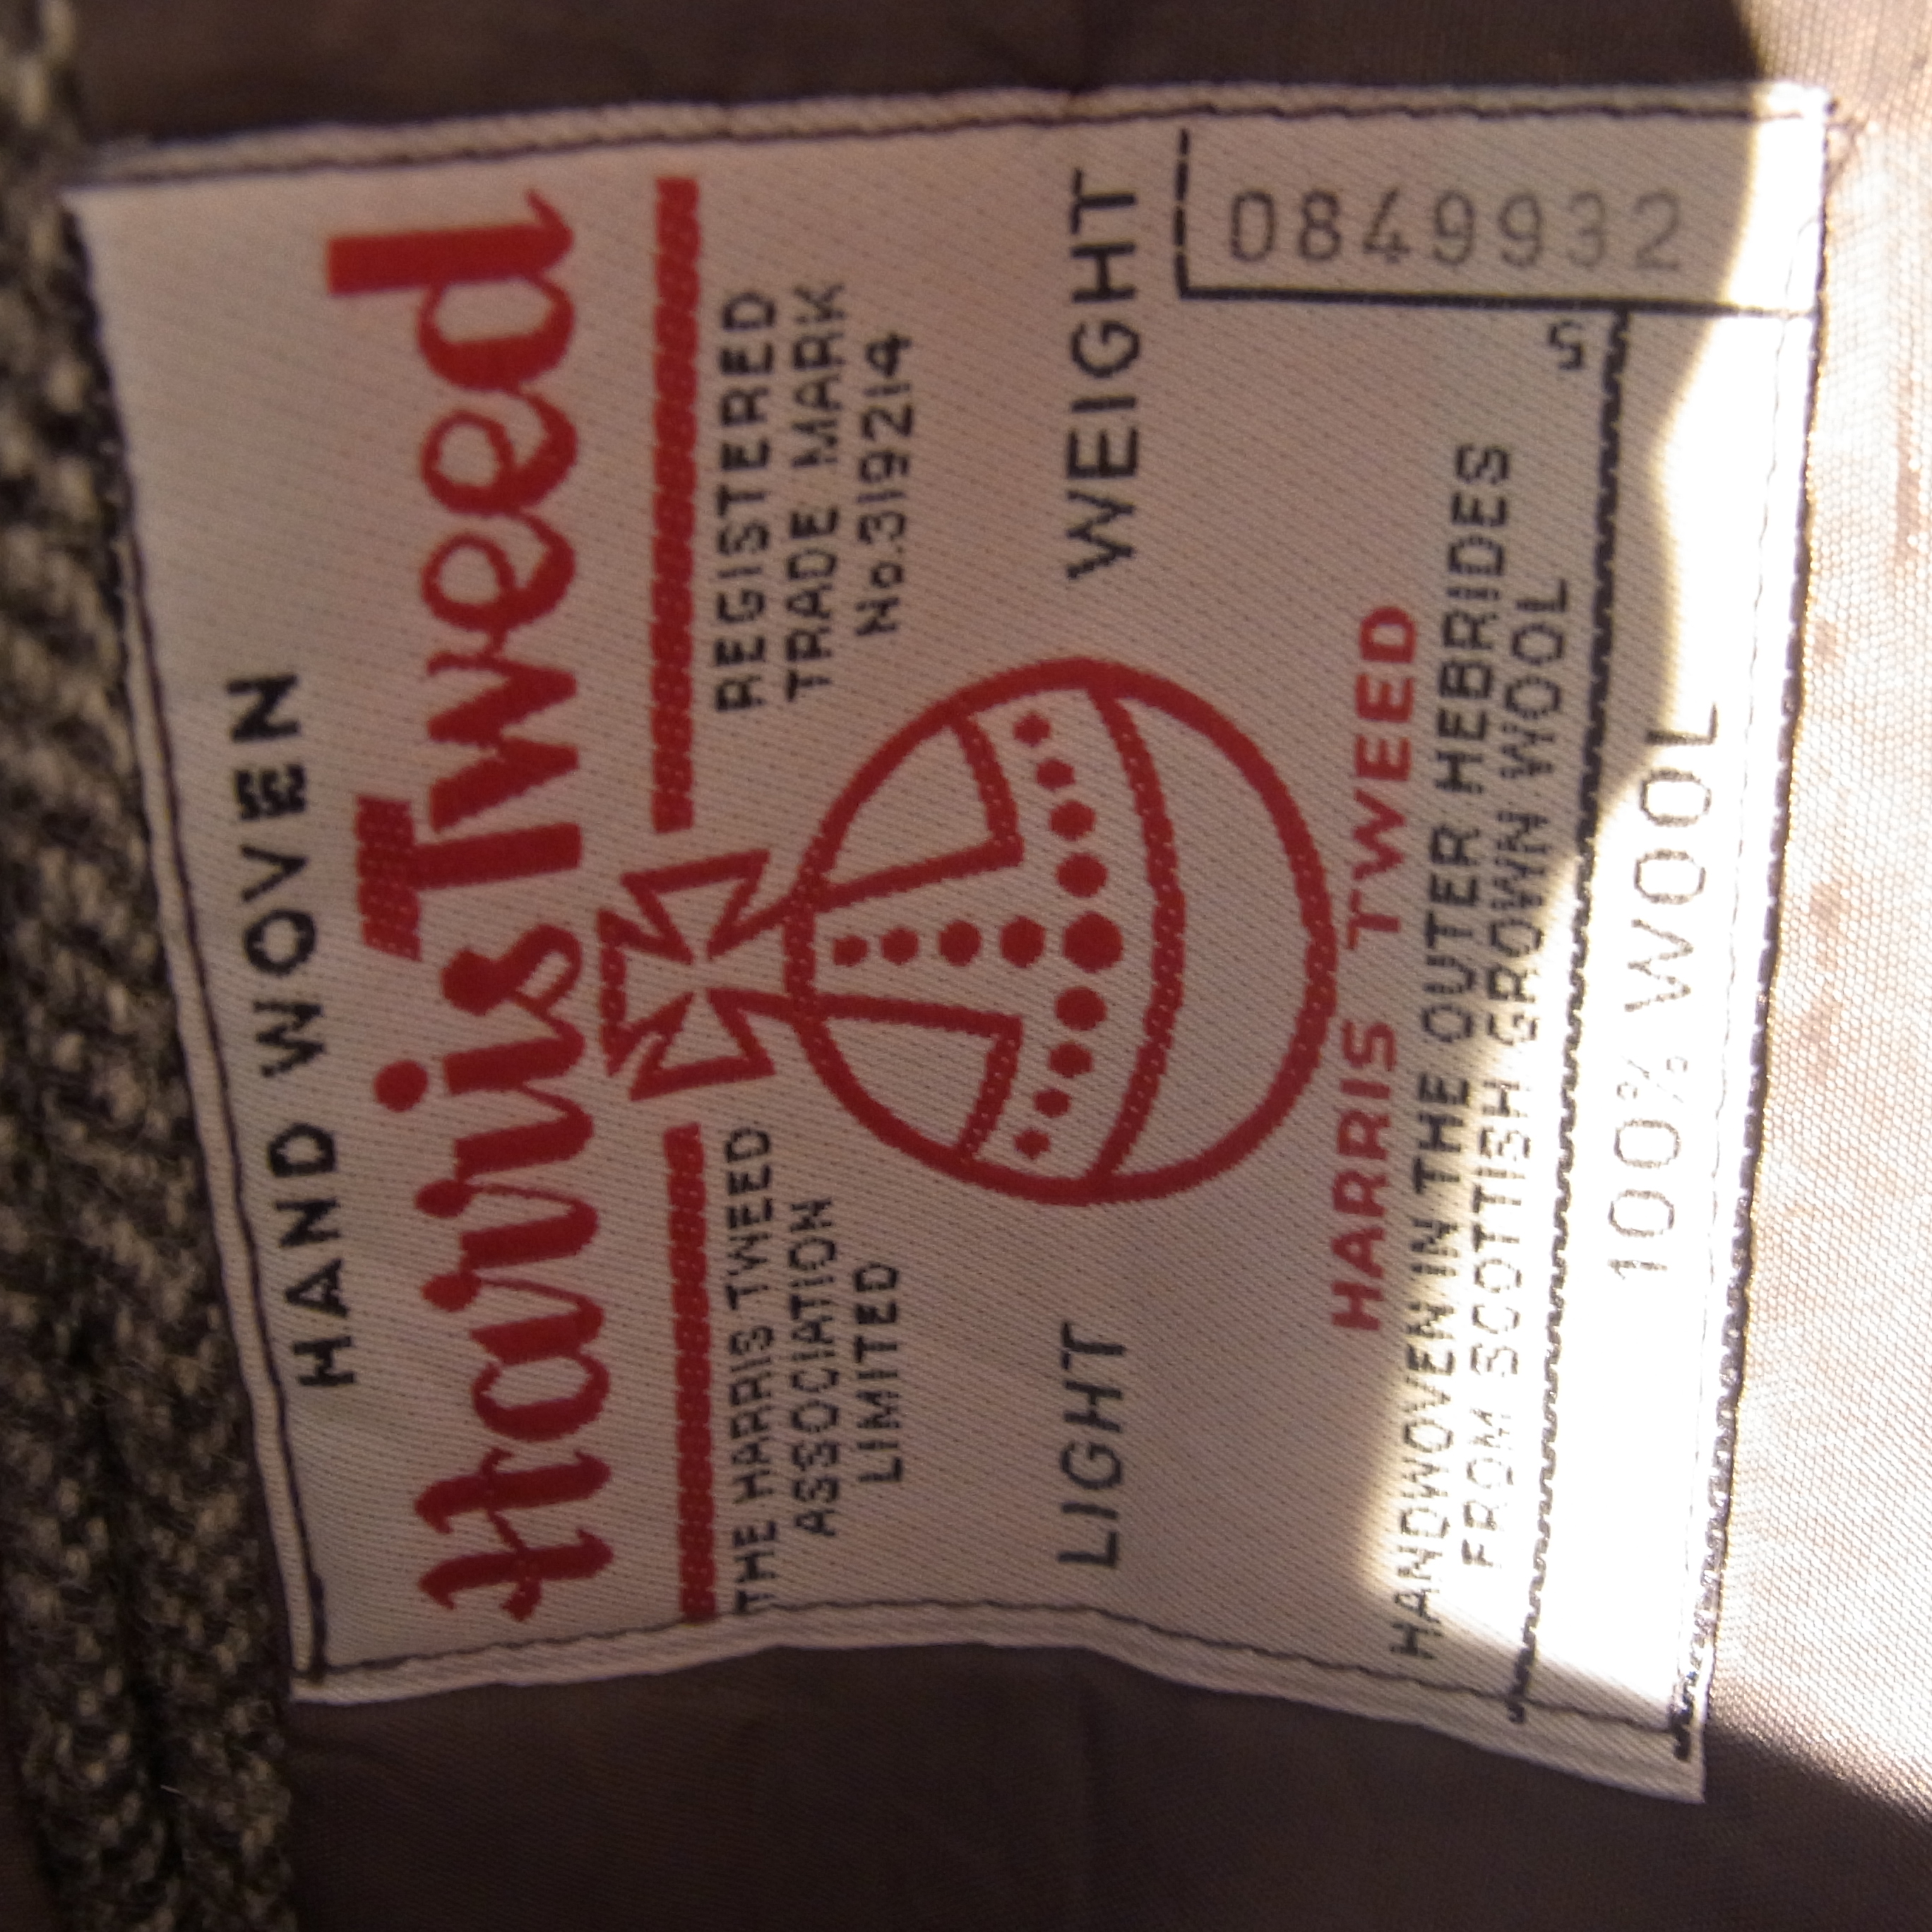 HAND WOVEN
Harris Tweed
THE HARRIS TWEED
ASSOCIATION
LIMITED
REGISTERED
TRADE MARK
No.319214
LIGHT WEIGHT
HARRIS TWEED
HANDWOVEN IN THE OUTER HEBRIDES
FROM SCOTTISH GROWN WOOL
5
0849932
100% WOOL